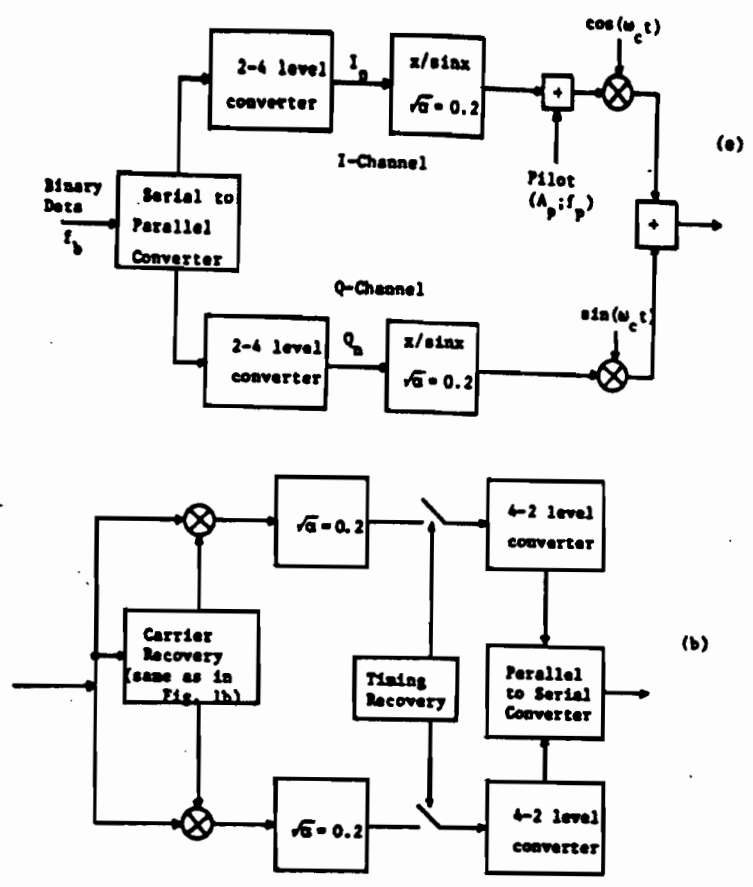 cos(ω_c t)
2-4 level
converter
I_n
x/sinx
√α = 0.2
+
(a)
I-Channel
Pilot
(A_p;f_p)
Binary
Data
f_b
Serial to
Parallel
Converter
+
Q-Channel
sin(ω_c t)
2-4 level
converter
Q_n
x/sinx
√α = 0.2
√α = 0.2
4-2 level
converter
Carrier
Recovery
(same as in
Fig. 1b)
(b)
Timing
Recovery
Parallel
to Serial
Converter
√α = 0.2
4-2 level
converter